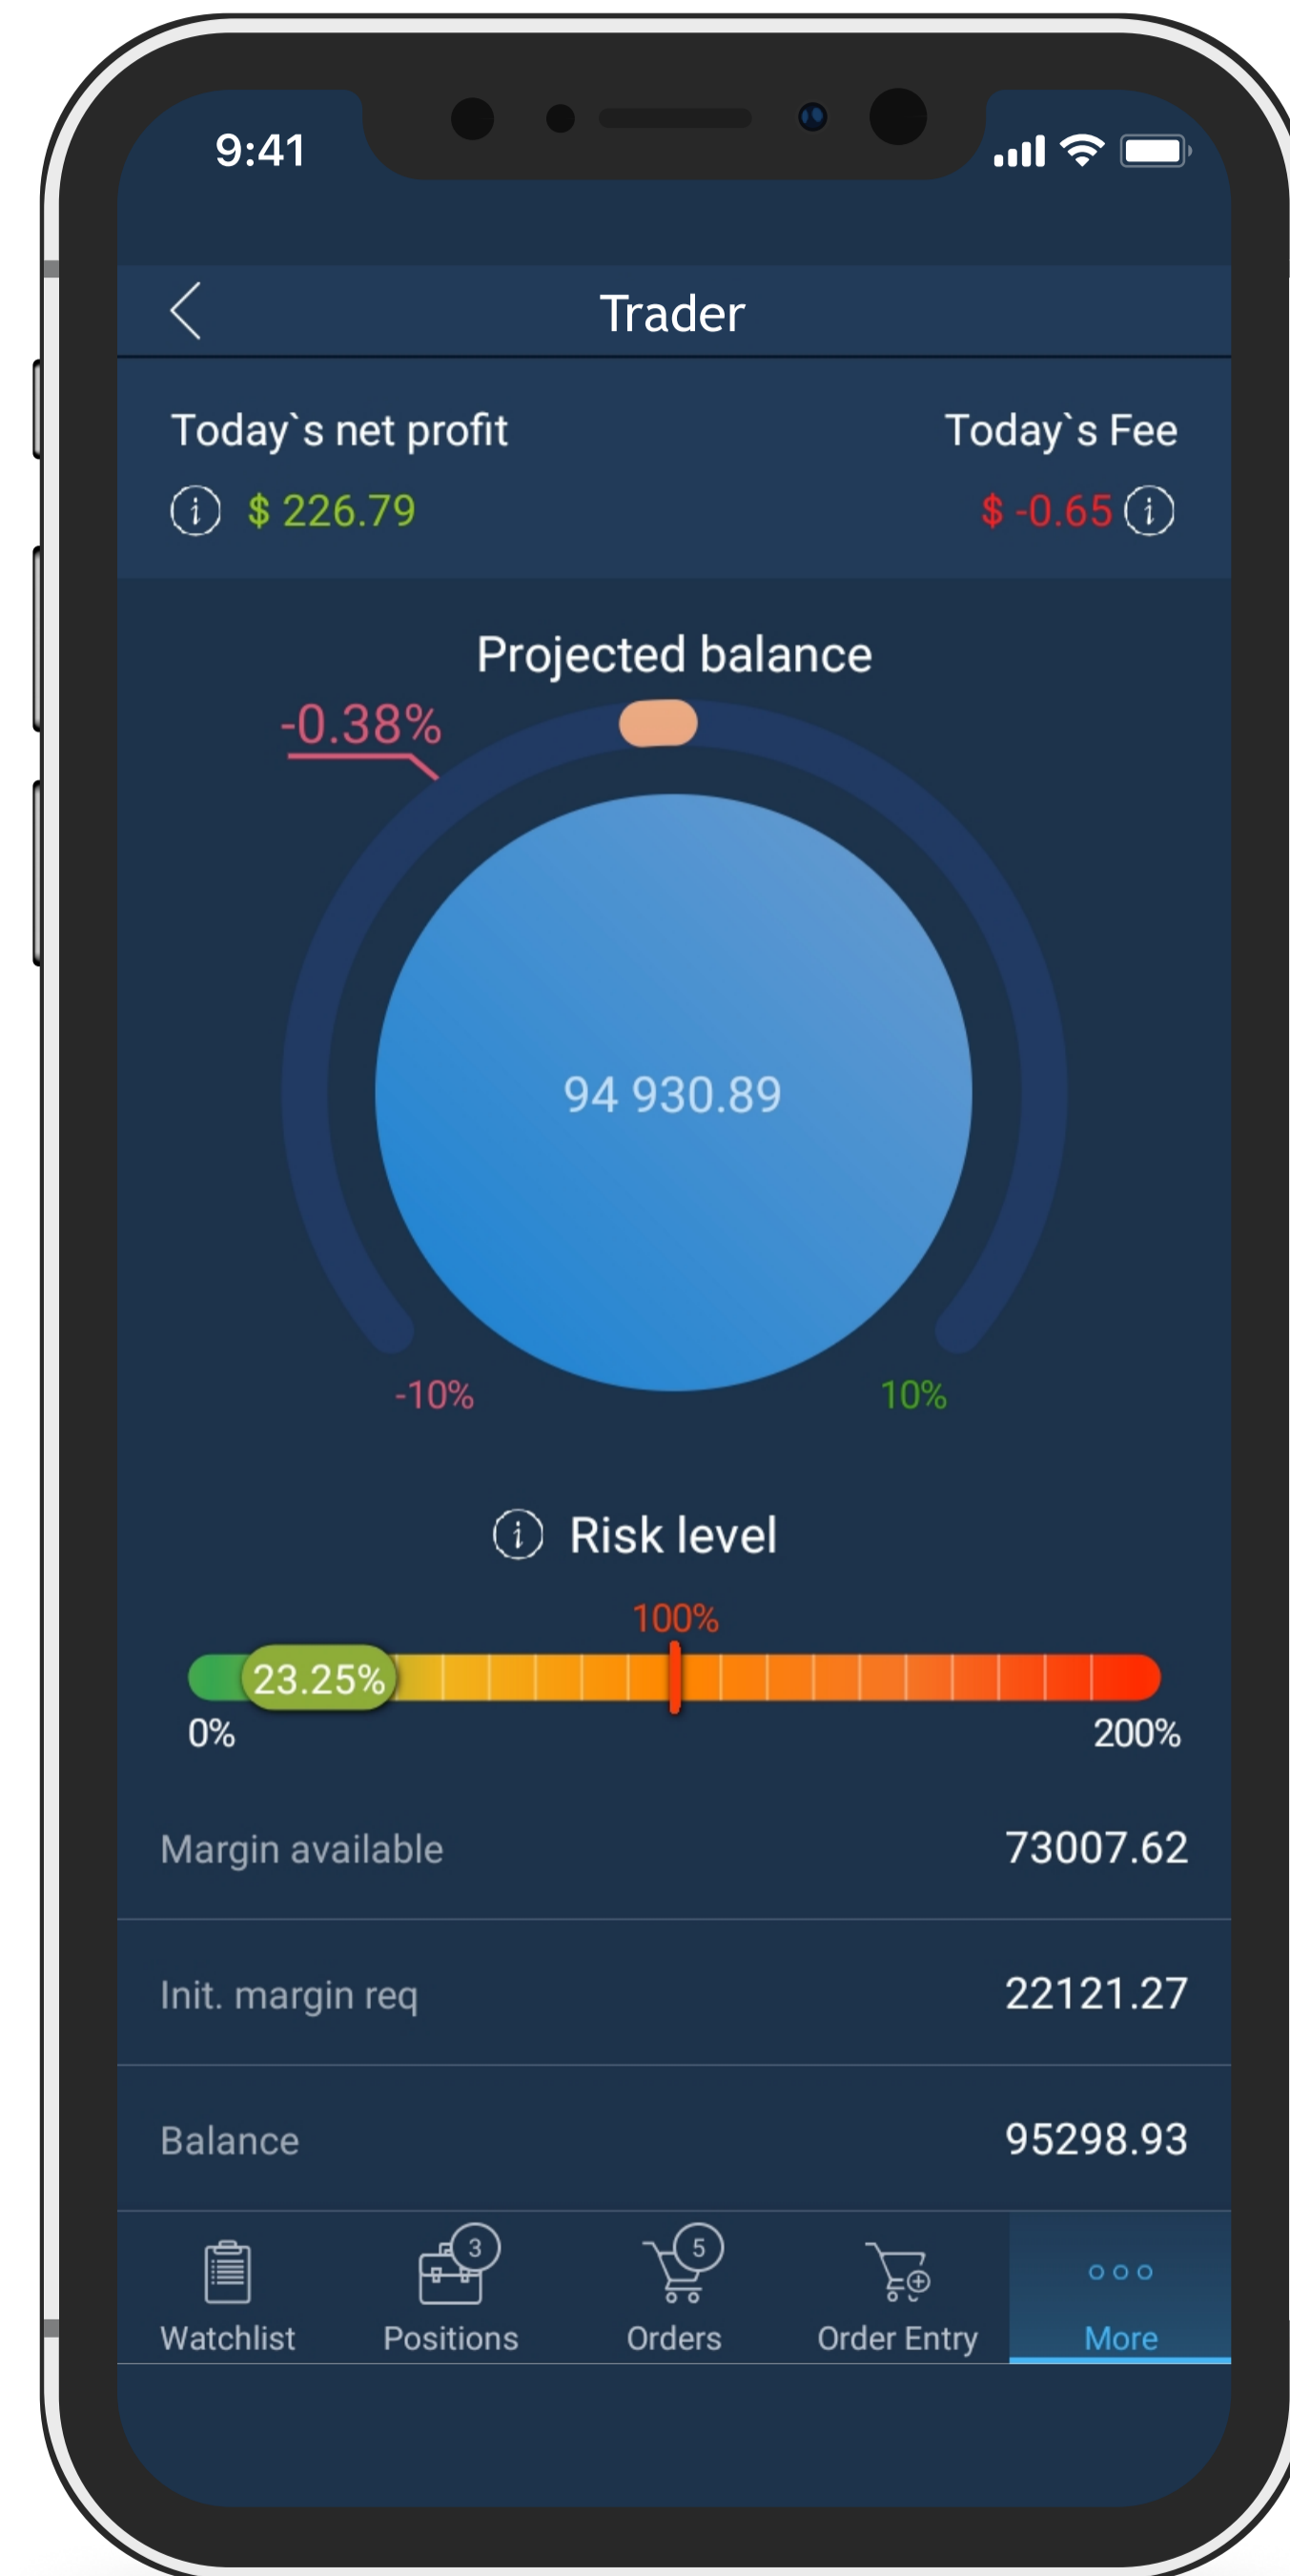 9:41
Trader
Today`s net profit
Today`s Fee
i $ 226.79
$ -0.65 i
Projected balance
-0.38%
94 930.89
-10%
10%
i Risk level
100%
23.25%
0%
200%
Margin available
73007.62
Init. margin req
22121.27
Balance
95298.93
3
5
Watchlist
Positions
Orders
Order Entry
More